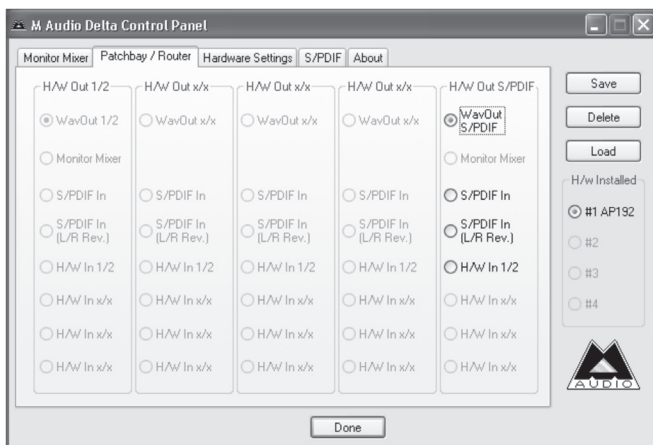 M Audio Delta Control Panel
Monitor Mixer Patchbay / Router Hardware Settings S/PDIF About
H/W Out 1/2 H/W Out x/x H/W Out x/x H/W Out x/x H/W Out S/PDIF
WavOut 1/2 WavOut x/x WavOut x/x WavOut x/x WavOut S/PDIF
Monitor Mixer Monitor Mixer
S/PDIF In S/PDIF In S/PDIF In S/PDIF In S/PDIF In
S/PDIF In (L/R Rev.) S/PDIF In (L/R Rev.) S/PDIF In (L/R Rev.) S/PDIF In (L/R Rev.) S/PDIF In (L/R Rev.)
H/W In 1/2 H/W In 1/2 H/W In 1/2 H/W In 1/2 H/W In 1/2
H/W In x/x H/W In x/x H/W In x/x H/W In x/x H/W In x/x
H/W In x/x H/W In x/x H/W In x/x H/W In x/x H/W In x/x
H/W In x/x H/W In x/x H/W In x/x H/W In x/x H/W In x/x
Save
Delete
Load
H/w Installed
#1 AP192
#2
#3
#4
M AUDIO
Done